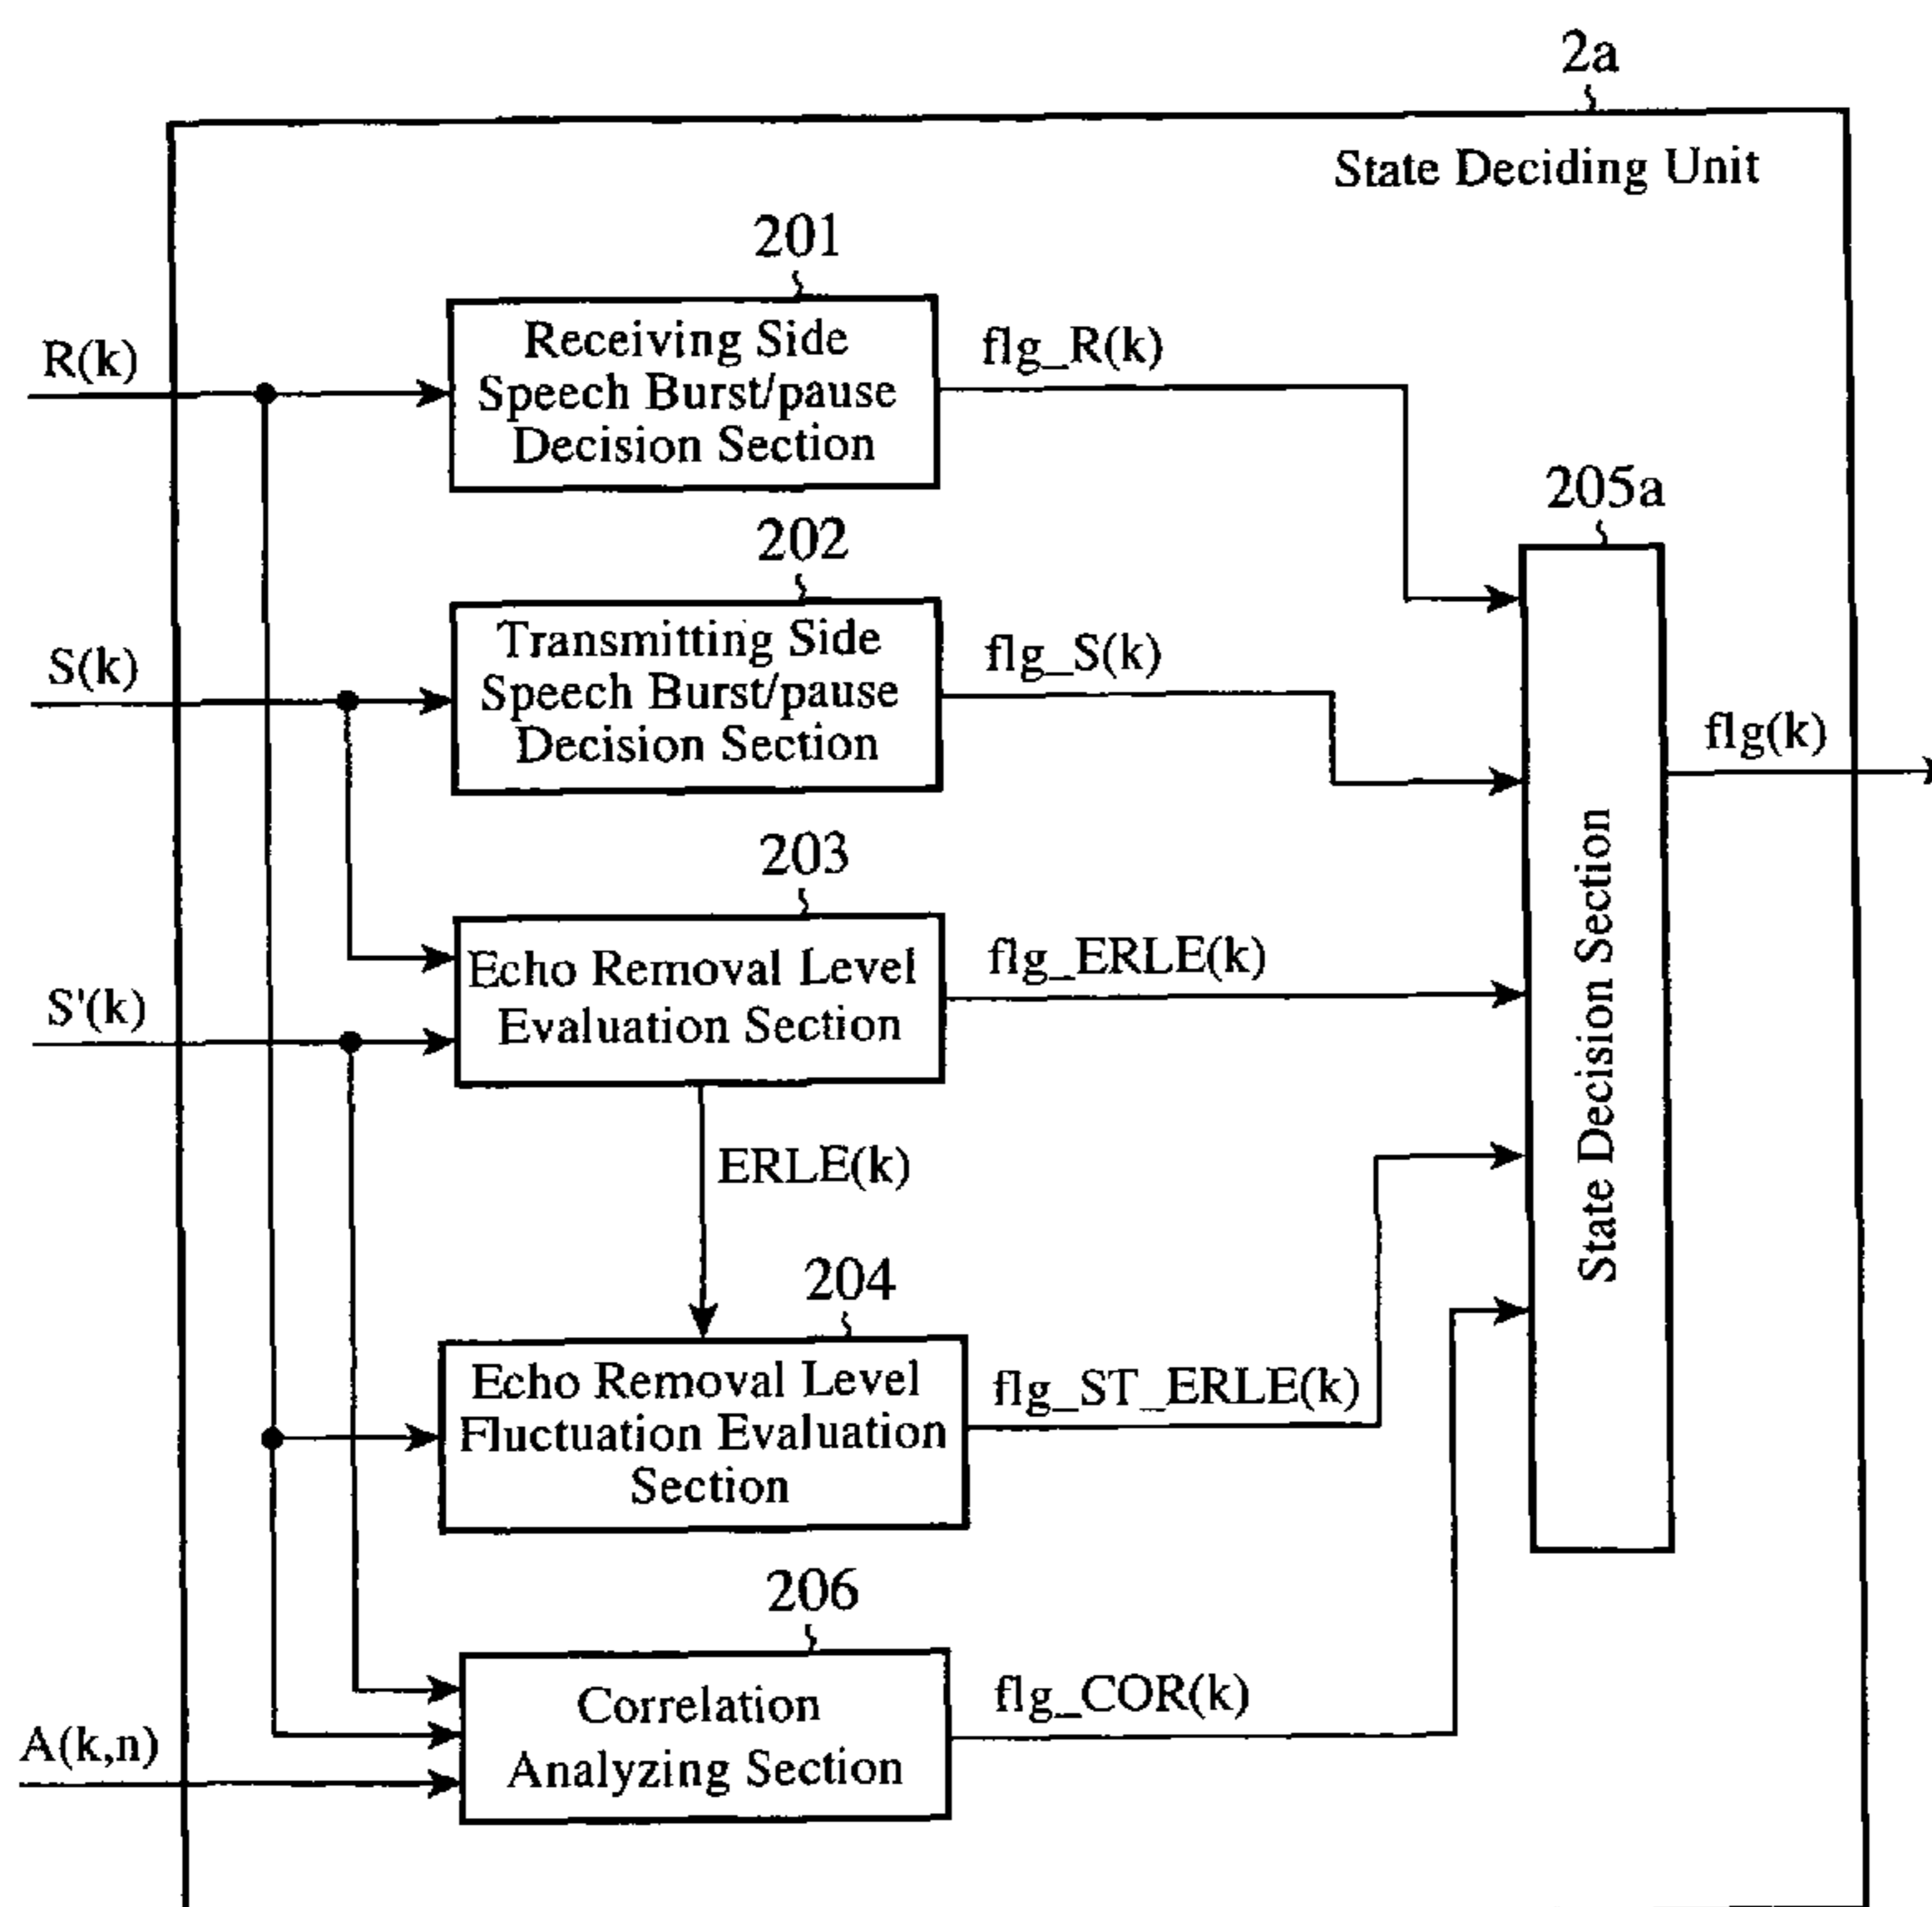 2a
State Deciding Unit
201
R(k)
Receiving Side
Speech Burst/pause
Decision Section
flg_R(k)
205a
202
S(k)
Transmitting Side
Speech Burst/pause
Decision Section
flg_S(k)
flg(k)
State Decision Section
203
S'(k)
Echo Removal Level
Evaluation Section
flg_ERLE(k)
ERLE(k)
204
Echo Removal Level
Fluctuation Evaluation
Section
flg_ST_ERLE(k)
206
A(k,n)
Correlation
Analyzing Section
flg_COR(k)